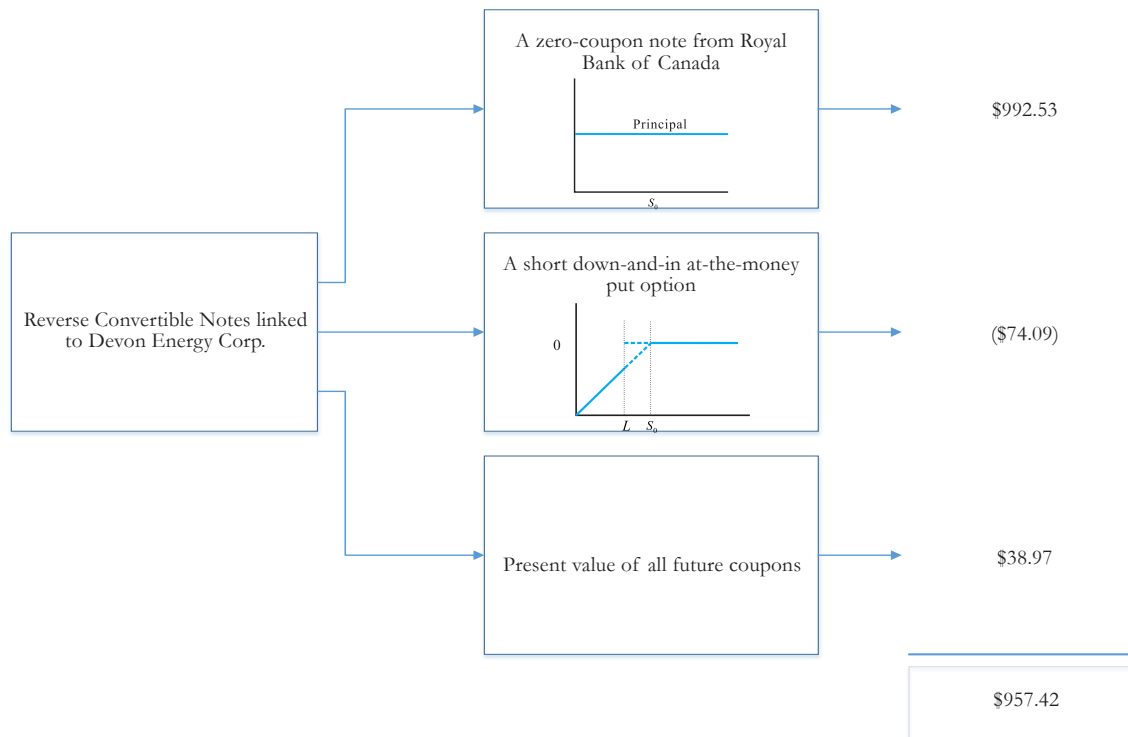 A zero-coupon note from Royal
Bank of Canada
Principal
S₀
$992.53
Reverse Convertible Notes linked
to Devon Energy Corp.
A short down-and-in at-the-money
put option
0
L S₀
($74.09)
Present value of all future coupons
$38.97
$957.42